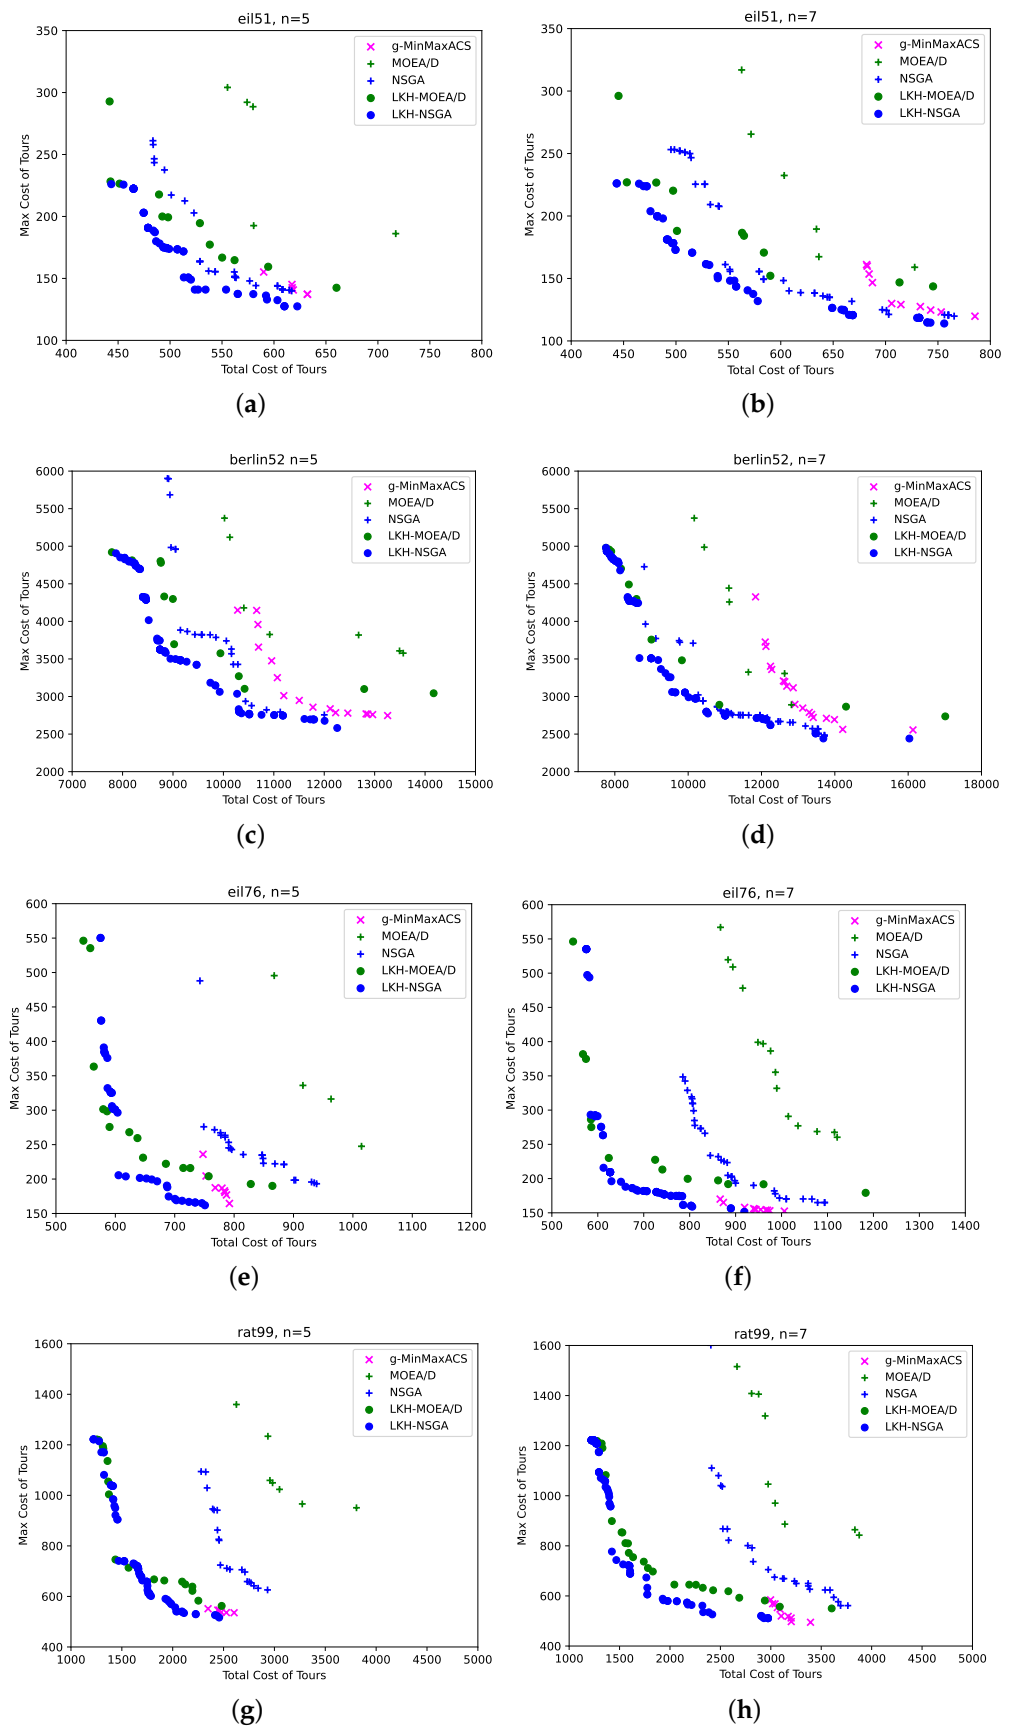 eil51, n=5
350
300
250
200
150
100
400 450 500 550 600 650 700 750 800
Max Cost of Tours
Total Cost of Tours
g-MinMaxACS
MOEA/D
NSGA
LKH-MOEA/D
LKH-NSGA
(a)
eil51, n=7
350
300
250
200
150
100
400 450 500 550 600 650 700 750 800
Max Cost of Tours
Total Cost of Tours
g-MinMaxACS
MOEA/D
NSGA
LKH-MOEA/D
LKH-NSGA
(b)
berlin52 n=5
6000
5500
5000
4500
4000
3500
3000
2500
2000
7000 8000 9000 10000 11000 12000 13000 14000 15000
Max Cost of Tours
Total Cost of Tours
g-MinMaxACS
MOEA/D
NSGA
LKH-MOEA/D
LKH-NSGA
(c)
berlin52, n=7
6000
5500
5000
4500
4000
3500
3000
2500
2000
8000 10000 12000 14000 16000 18000
Max Cost of Tours
Total Cost of Tours
g-MinMaxACS
MOEA/D
NSGA
LKH-MOEA/D
LKH-NSGA
(d)
eil76, n=5
600
550
500
450
400
350
300
250
200
150
500 600 700 800 900 1000 1100 1200
Max Cost of Tours
Total Cost of Tours
g-MinMaxACS
MOEA/D
NSGA
LKH-MOEA/D
LKH-NSGA
(e)
eil76, n=7
600
550
500
450
400
350
300
250
200
150
500 600 700 800 900 1000 1100 1200 1300 1400
Max Cost of Tours
Total Cost of Tours
g-MinMaxACS
MOEA/D
NSGA
LKH-MOEA/D
LKH-NSGA
(f)
rat99, n=5
1600
1400
1200
1000
800
600
400
1000 1500 2000 2500 3000 3500 4000 4500 5000
Max Cost of Tours
Total Cost of Tours
g-MinMaxACS
MOEA/D
NSGA
LKH-MOEA/D
LKH-NSGA
(g)
rat99, n=7
1600
1400
1200
1000
800
600
400
1000 1500 2000 2500 3000 3500 4000 4500 5000
Max Cost of Tours
Total Cost of Tours
g-MinMaxACS
MOEA/D
NSGA
LKH-MOEA/D
LKH-NSGA
(h)